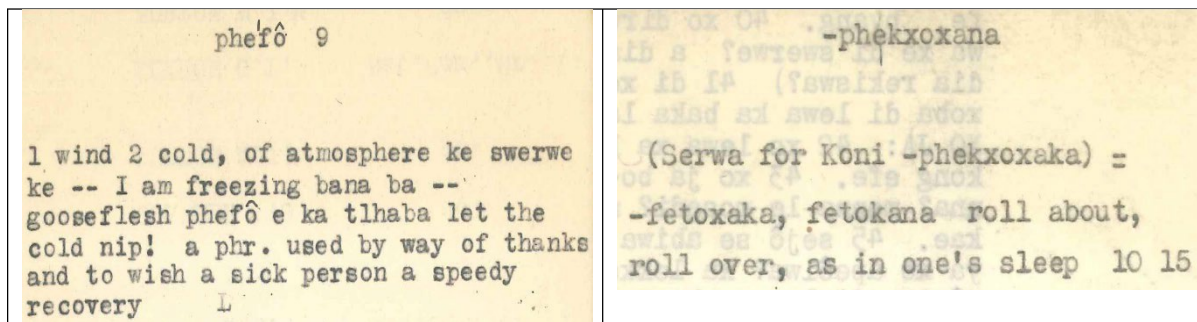 phefô 9
1 wind 2 cold, of atmosphere ke swerwe
ke -- I am freezing bana ba --
gooseflesh phefô e ka tlhaba let the
cold nip! a phr. used by way of thanks
and to wish a sick person a speedy
recovery L
-phekxoxana
(Serwa for Koni -phekxoxaka) =
-fetoxaka, fetokana roll about,
roll over, as in one's sleep 10 15